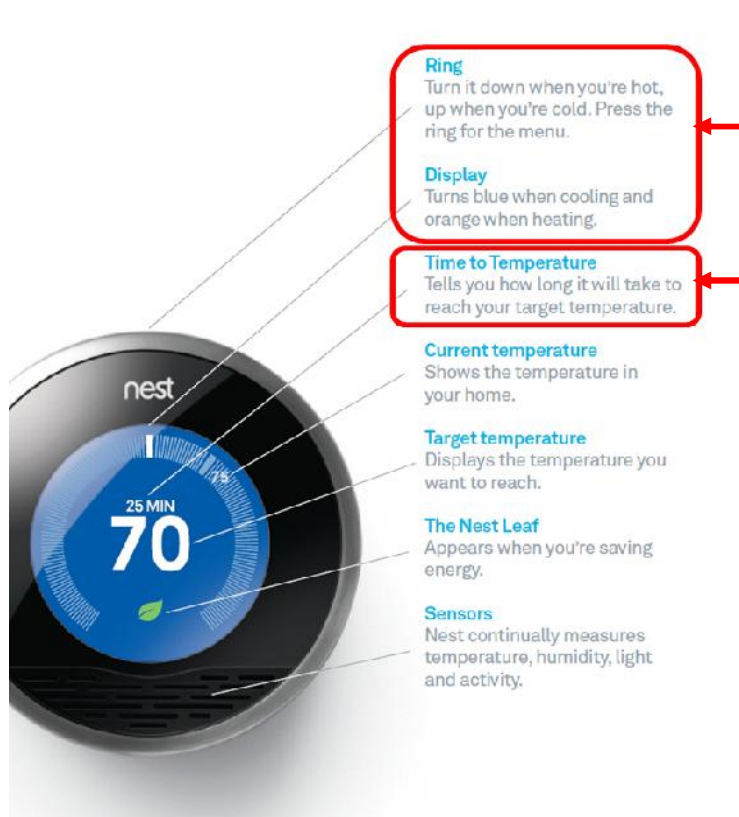 Ring
Turn it down when you're hot,
up when you're cold. Press the
ring for the menu.
Display
Turns blue when cooling and
orange when heating.
Time to Temperature
Tells you how long it will take to
reach your target temperature.
Current temperature
Shows the temperature in
your home.
Target temperature
Displays the temperature you
want to reach.
The Nest Leaf
Appears when you're saving
energy.
Sensors
Nest continually measures
temperature, humidity, light
and activity.
nest
75
25 MIN
70